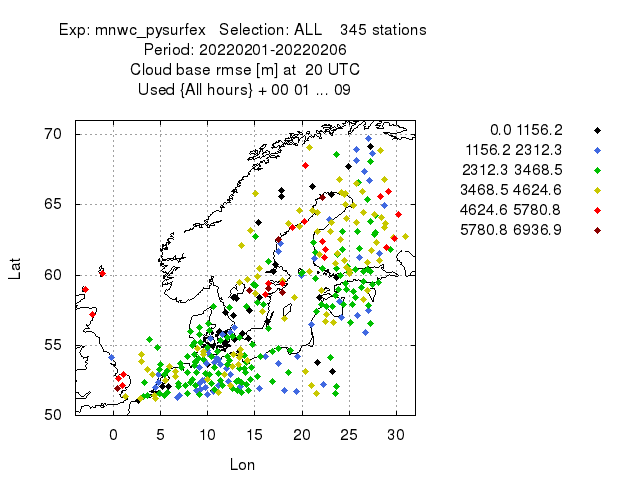 Exp: mnwc_pysurfex Selection: ALL 345 stations
Period: 20220201-20220206
Cloud base rmse [m] at 20 UTC
Used {All hours} + 00 01 ... 09
0.0 1156.2
1156.2 2312.3
2312.3 3468.5
3468.5 4624.6
4624.6 5780.8
5780.8 6936.9
Lat
70
65
60
55
50
0 5 10 15 20 25 30
Lon